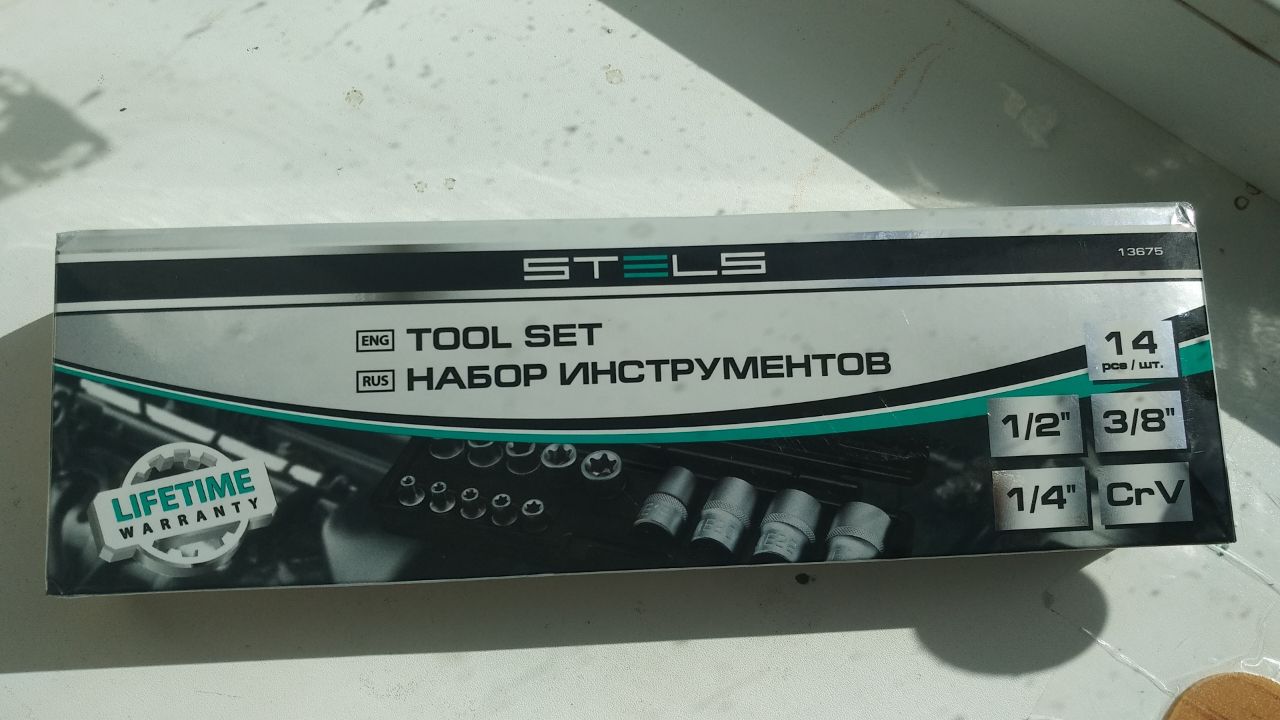 STELS
13675
ENG TOOL SET
RUS НАБОР ИНСТРУМЕНТОВ
14
pcs / шт.
1/2" 3/8"
1/4" CrV
LIFETIME
WARRANTY